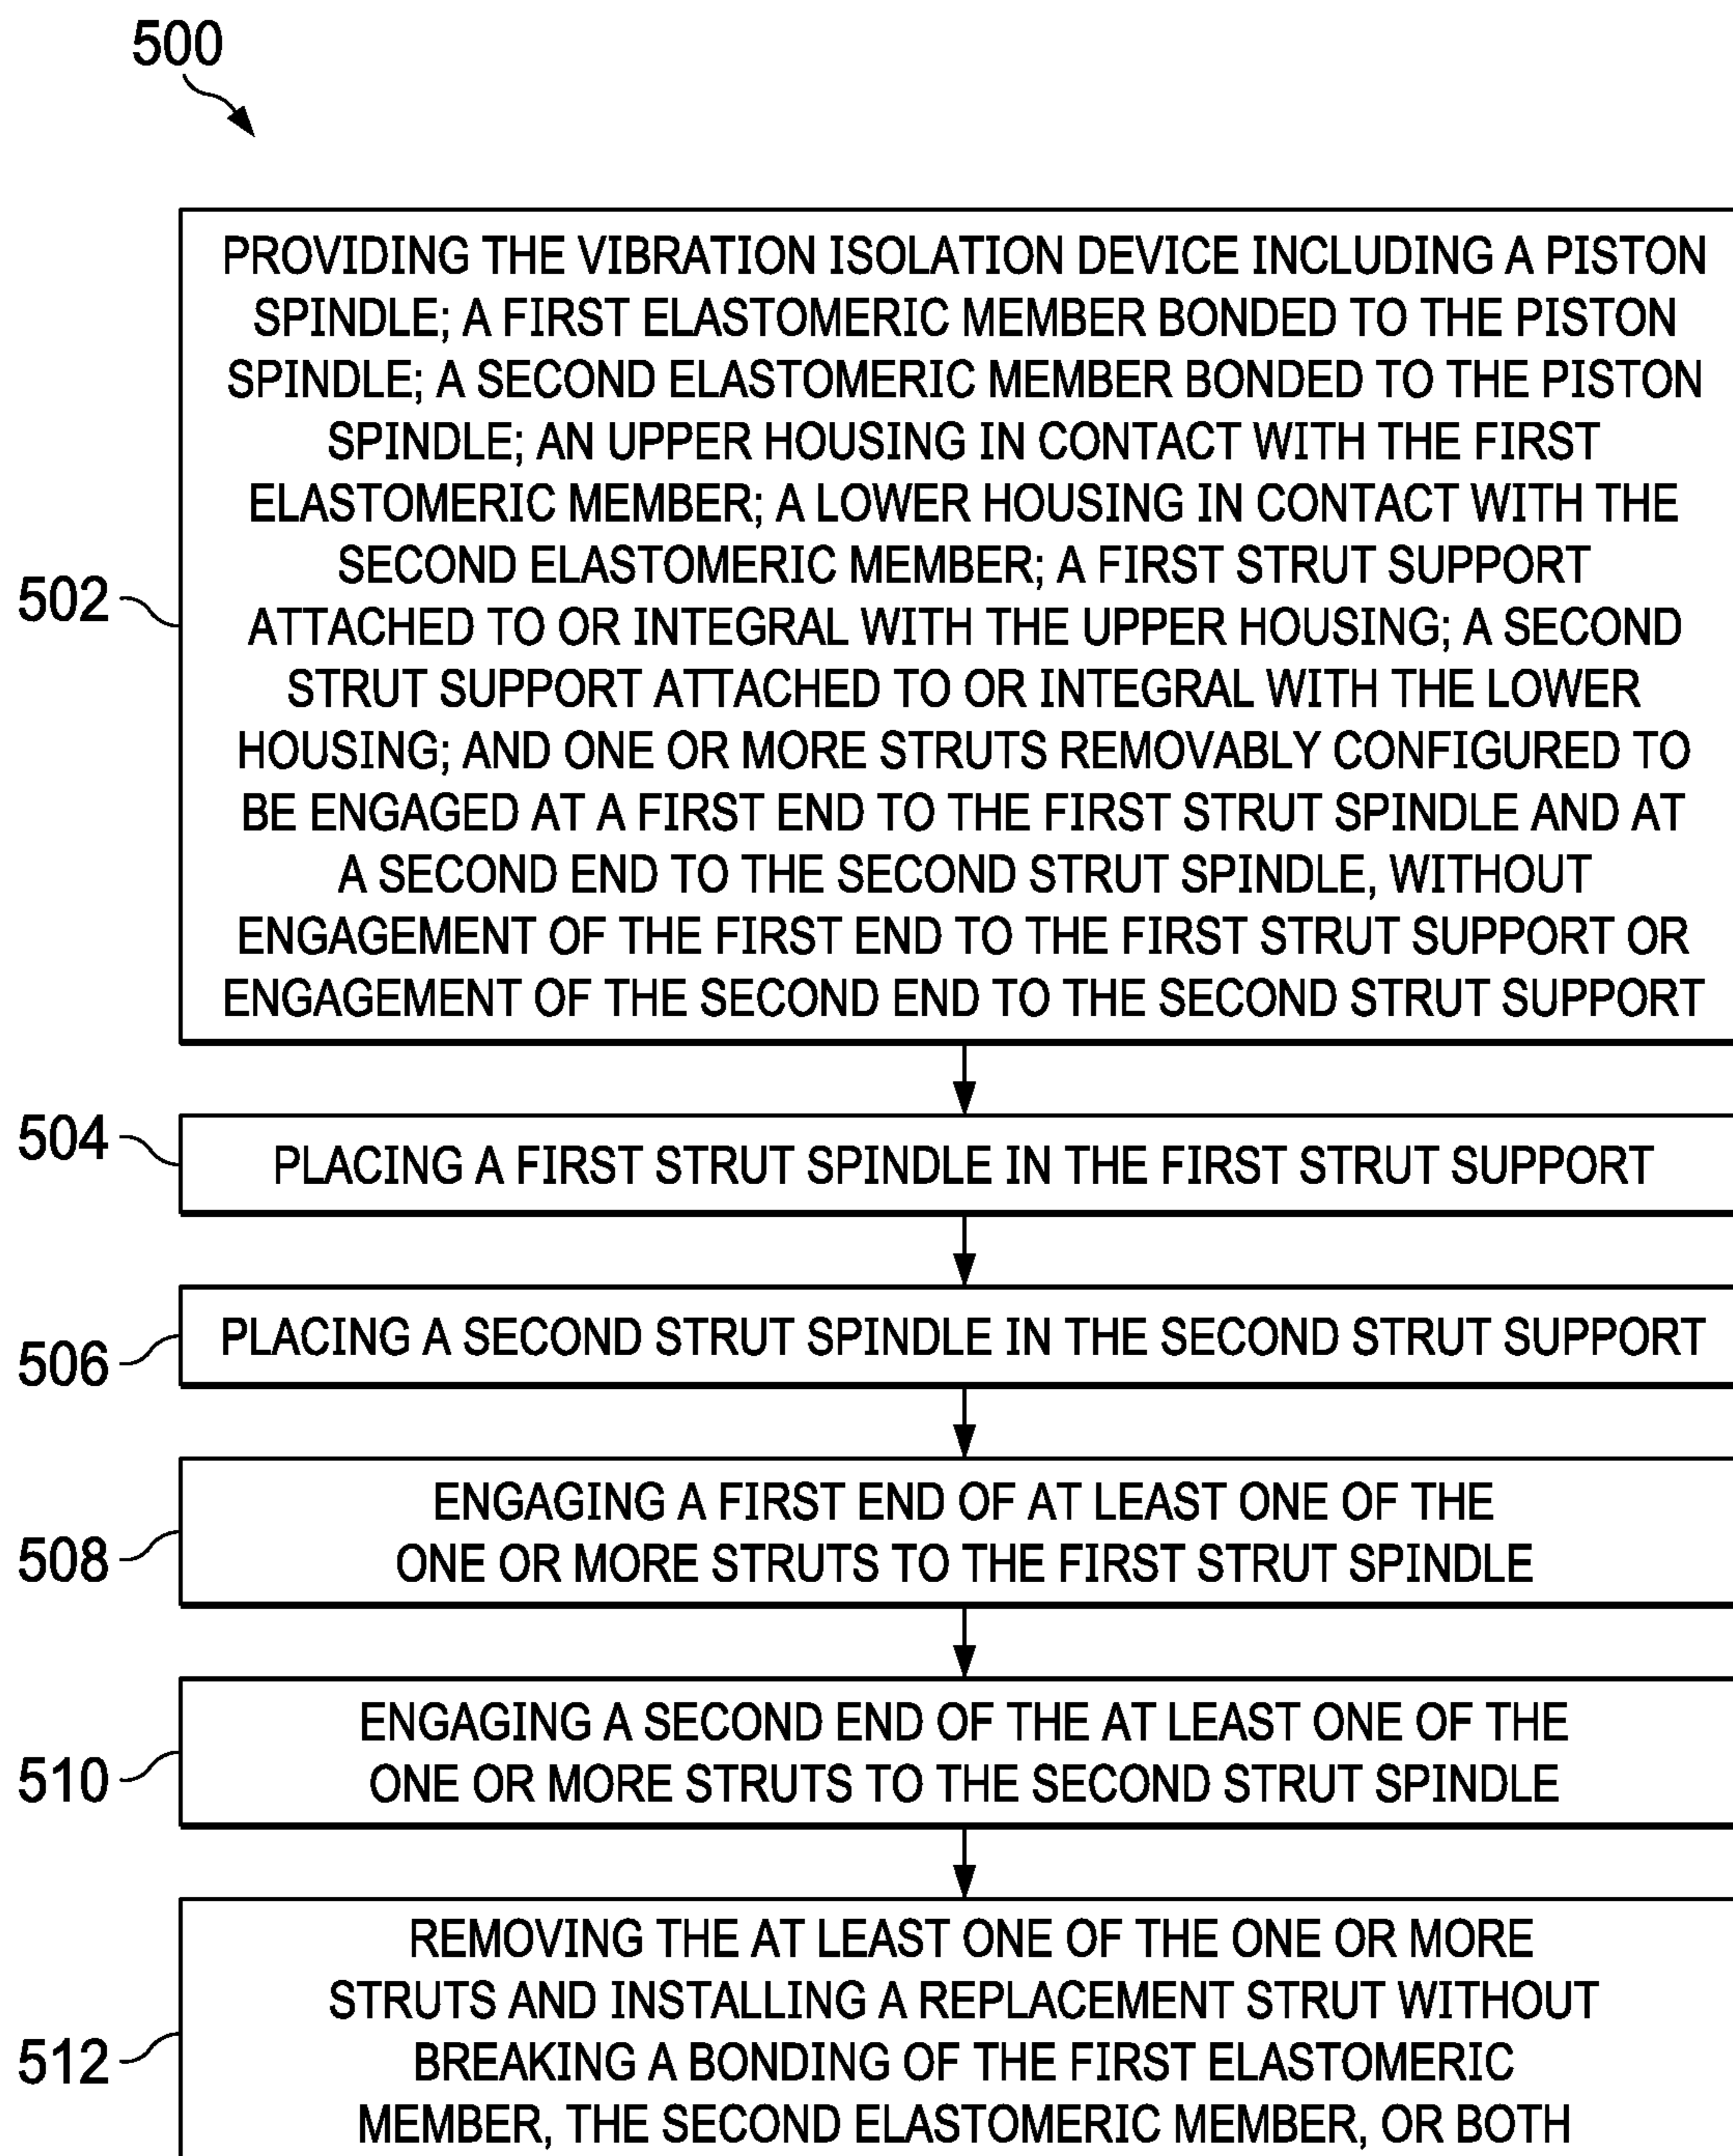 500
PROVIDING THE VIBRATION ISOLATION DEVICE INCLUDING A PISTON
SPINDLE; A FIRST ELASTOMERIC MEMBER BONDED TO THE PISTON
SPINDLE; A SECOND ELASTOMERIC MEMBER BONDED TO THE PISTON
SPINDLE; AN UPPER HOUSING IN CONTACT WITH THE FIRST
ELASTOMERIC MEMBER; A LOWER HOUSING IN CONTACT WITH THE
SECOND ELASTOMERIC MEMBER; A FIRST STRUT SUPPORT
502
ATTACHED TO OR INTEGRAL WITH THE UPPER HOUSING; A SECOND
STRUT SUPPORT ATTACHED TO OR INTEGRAL WITH THE LOWER
HOUSING; AND ONE OR MORE STRUTS REMOVABLY CONFIGURED TO
BE ENGAGED AT A FIRST END TO THE FIRST STRUT SPINDLE AND AT
A SECOND END TO THE SECOND STRUT SPINDLE, WITHOUT
ENGAGEMENT OF THE FIRST END TO THE FIRST STRUT SUPPORT OR
ENGAGEMENT OF THE SECOND END TO THE SECOND STRUT SUPPORT
504
PLACING A FIRST STRUT SPINDLE IN THE FIRST STRUT SUPPORT
506
PLACING A SECOND STRUT SPINDLE IN THE SECOND STRUT SUPPORT
508
ENGAGING A FIRST END OF AT LEAST ONE OF THE
ONE OR MORE STRUTS TO THE FIRST STRUT SPINDLE
510
ENGAGING A SECOND END OF THE AT LEAST ONE OF THE
ONE OR MORE STRUTS TO THE SECOND STRUT SPINDLE
512
REMOVING THE AT LEAST ONE OF THE ONE OR MORE
STRUTS AND INSTALLING A REPLACEMENT STRUT WITHOUT
BREAKING A BONDING OF THE FIRST ELASTOMERIC
MEMBER, THE SECOND ELASTOMERIC MEMBER, OR BOTH